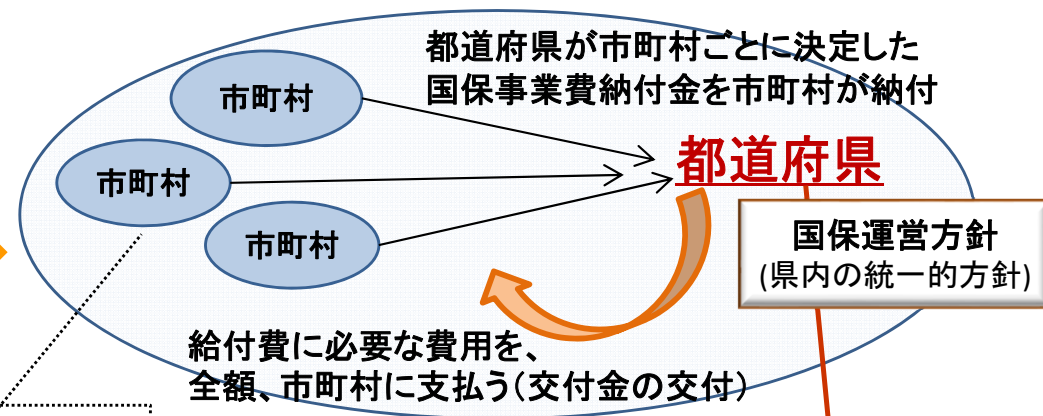 都道府県が市町村ごとに決定した
国保事業費納付金を市町村が納付
市町村
都道府県
市町村
市町村
国保運営方針
(県内の統一的方針)
給付費に必要な費用を、
全額、市町村に支払う(交付金の交付)